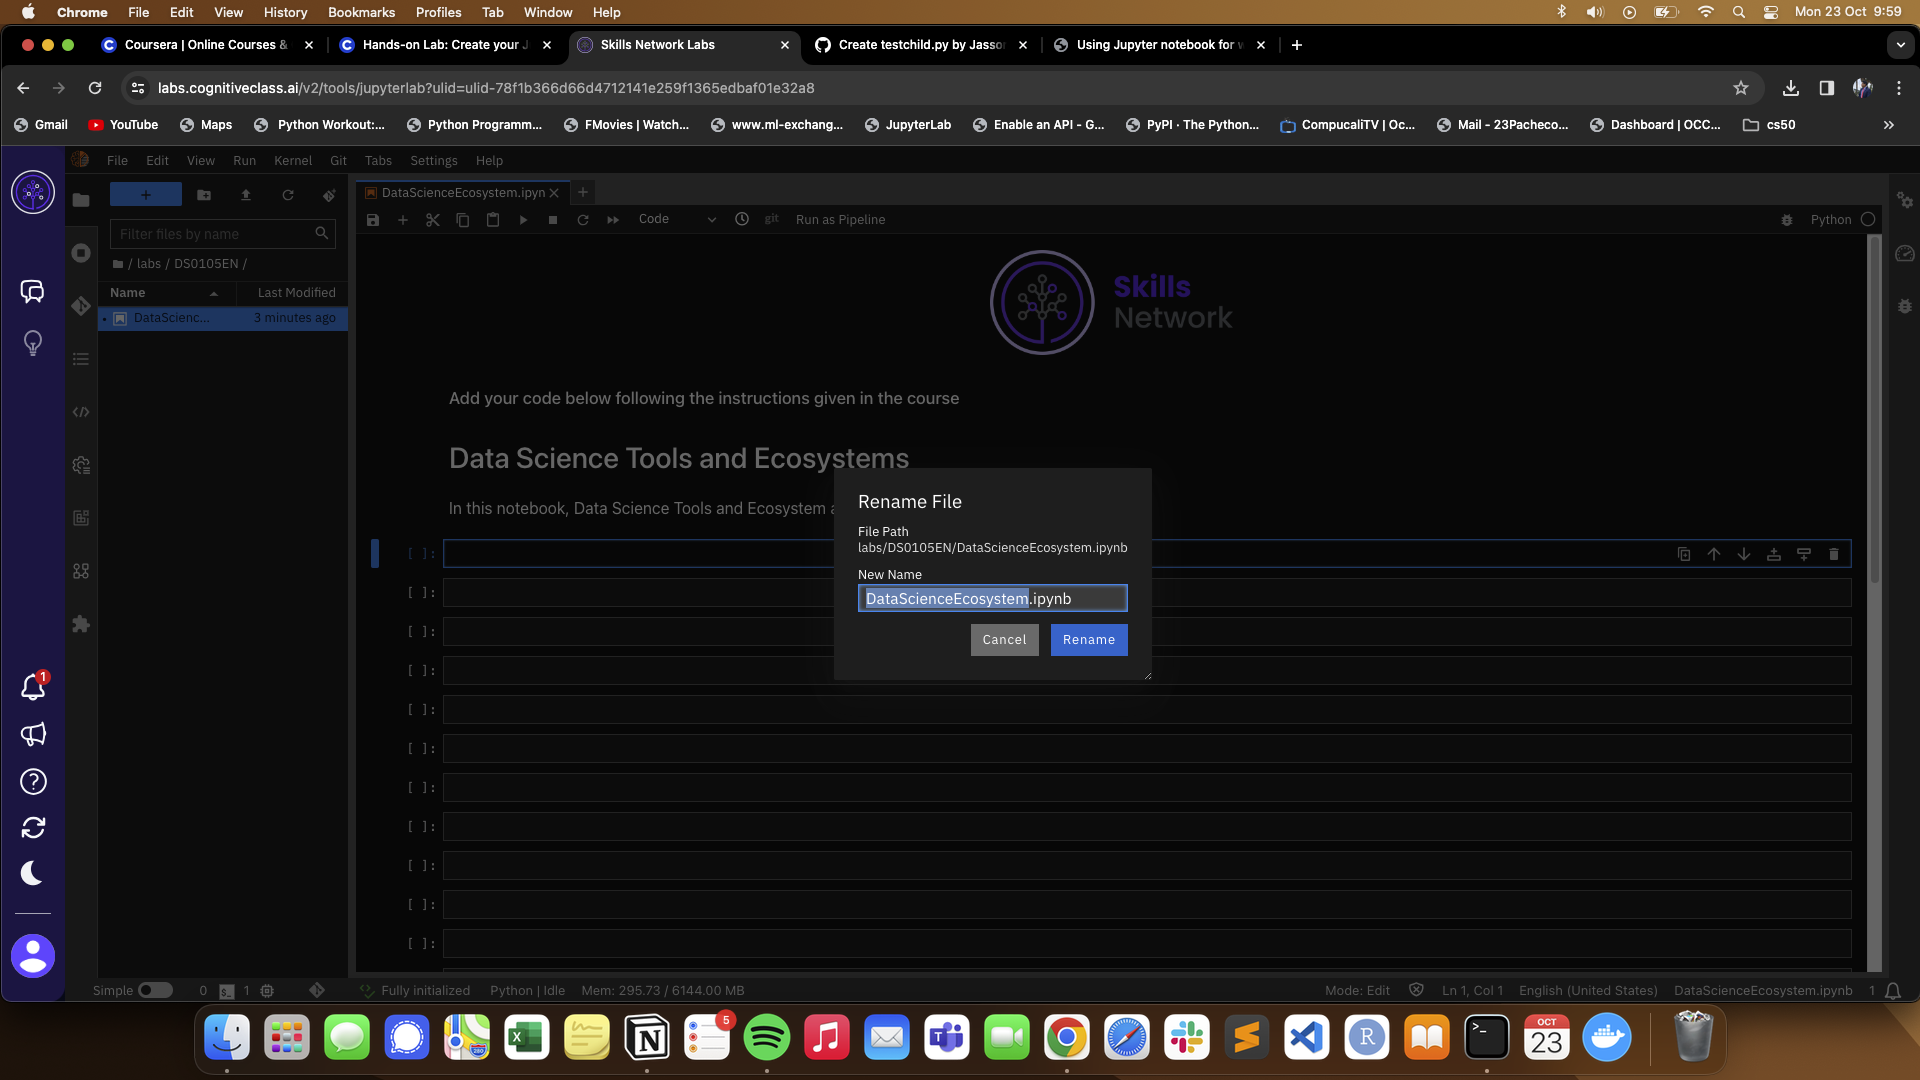 Chrome File Edit View History Bookmarks Profiles Tab Window Help Mon 23 Oct 9:59
Coursera | Online Courses & Hands-on Lab: Create your J Skills Network Labs Create testchild.py by Jasso Using Jupyter notebook for
labs.cognitiveclass.ai/v2/tools/jupyterlab?ulid=ulid-78f1b366d66d4712141e259f1365edbaf01e32a8
Gmail YouTube Maps Python Workout:... Python Programm... FMovies | Watch... www.ml-exchang... JupyterLab Enable an API - G... PyPI · The Python... CompucaliTV | Oc... Mail - 23Pacheco... Dashboard | OCC... cs50 »
File Edit View Run Kernel Git Tabs Settings Help
+ DataScienceEcosystem.ipyn
Code git Run as Pipeline Python
Filter files by name
/ labs / DS0105EN /
Name Last Modified
DataScienc... 3 minutes ago
Skills
Network
Add your code below following the instructions given in the course
Data Science Tools and Ecosystems
In this notebook, Data Science Tools and Ecosystem
Rename File
File Path
labs/DS0105EN/DataScienceEcosystem.ipynb
New Name
DataScienceEcosystem.ipynb
Cancel Rename
[ ]:
[ ]:
[ ]:
[ ]:
[ ]:
[ ]:
[ ]:
[ ]:
[ ]:
[ ]:
[ ]:
1
Simple 0 $_ 1 Fully initialized Python | Idle Mem: 295.73 / 6144.00 MB Mode: Edit Ln 1, Col 1 English (United States) DataScienceEcosystem.ipynb 1
5
OCT
23